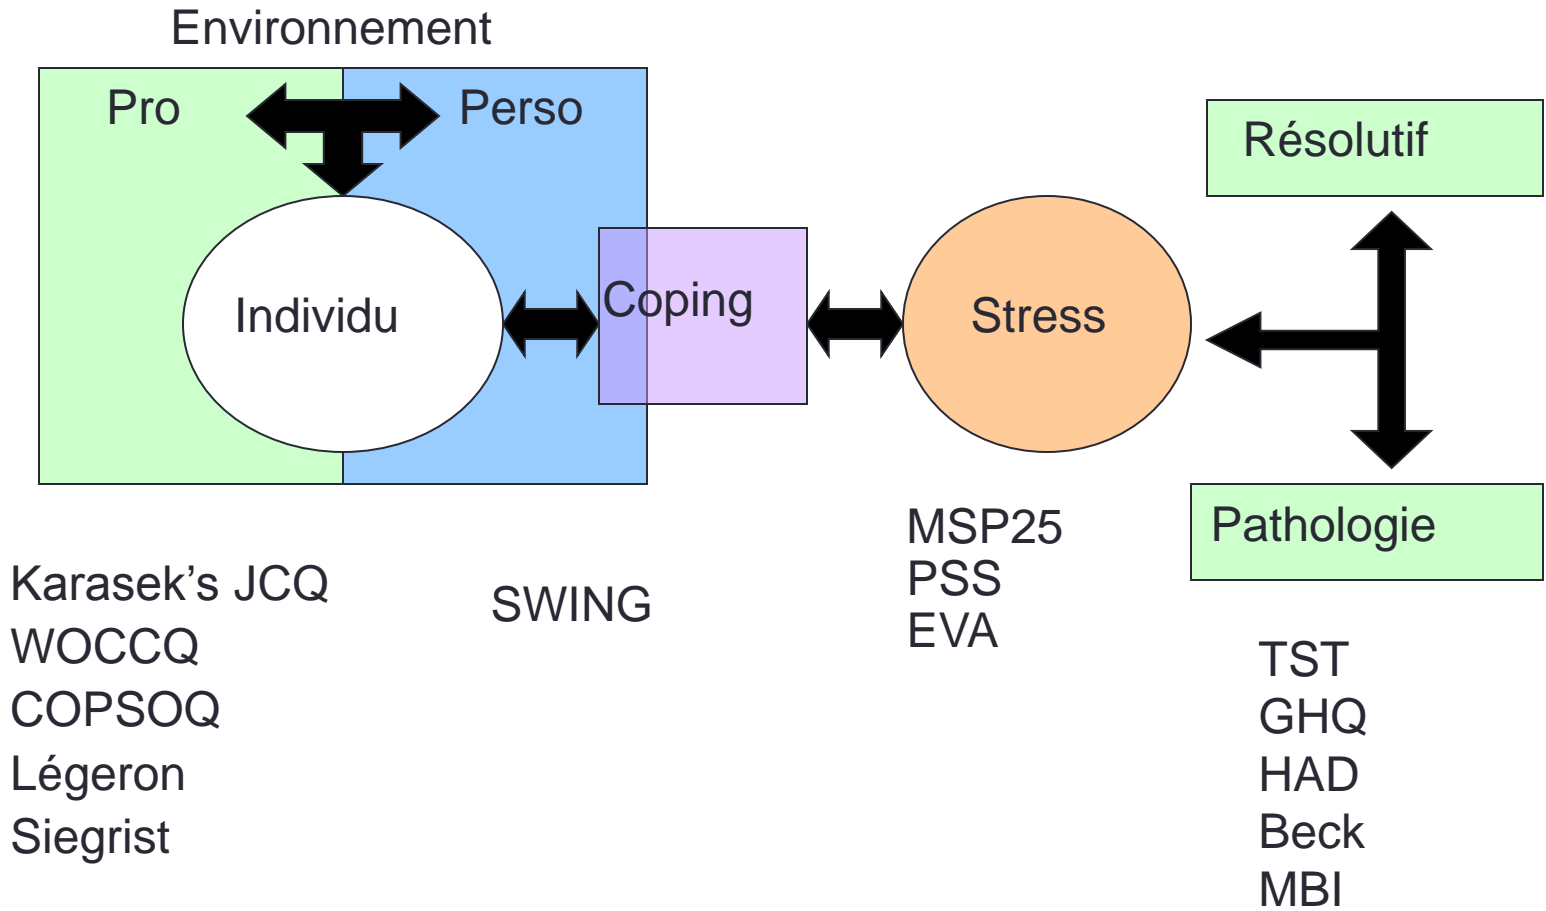 Environnement
Pro
Perso
Résolutif
Individu
Coping
Stress
Pathologie
Karasek’s JCQ
WOCCQ
COPSOQ
Légeron
Siegrist
SWING
MSP25
PSS
EVA
TST
GHQ
HAD
Beck
MBI